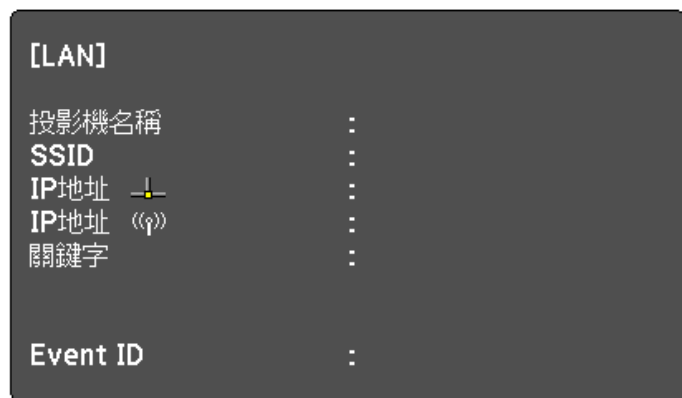 [LAN]
投影機名稱 :
SSID :
IP地址 :
IP地址 :
關鍵字 :
Event ID :